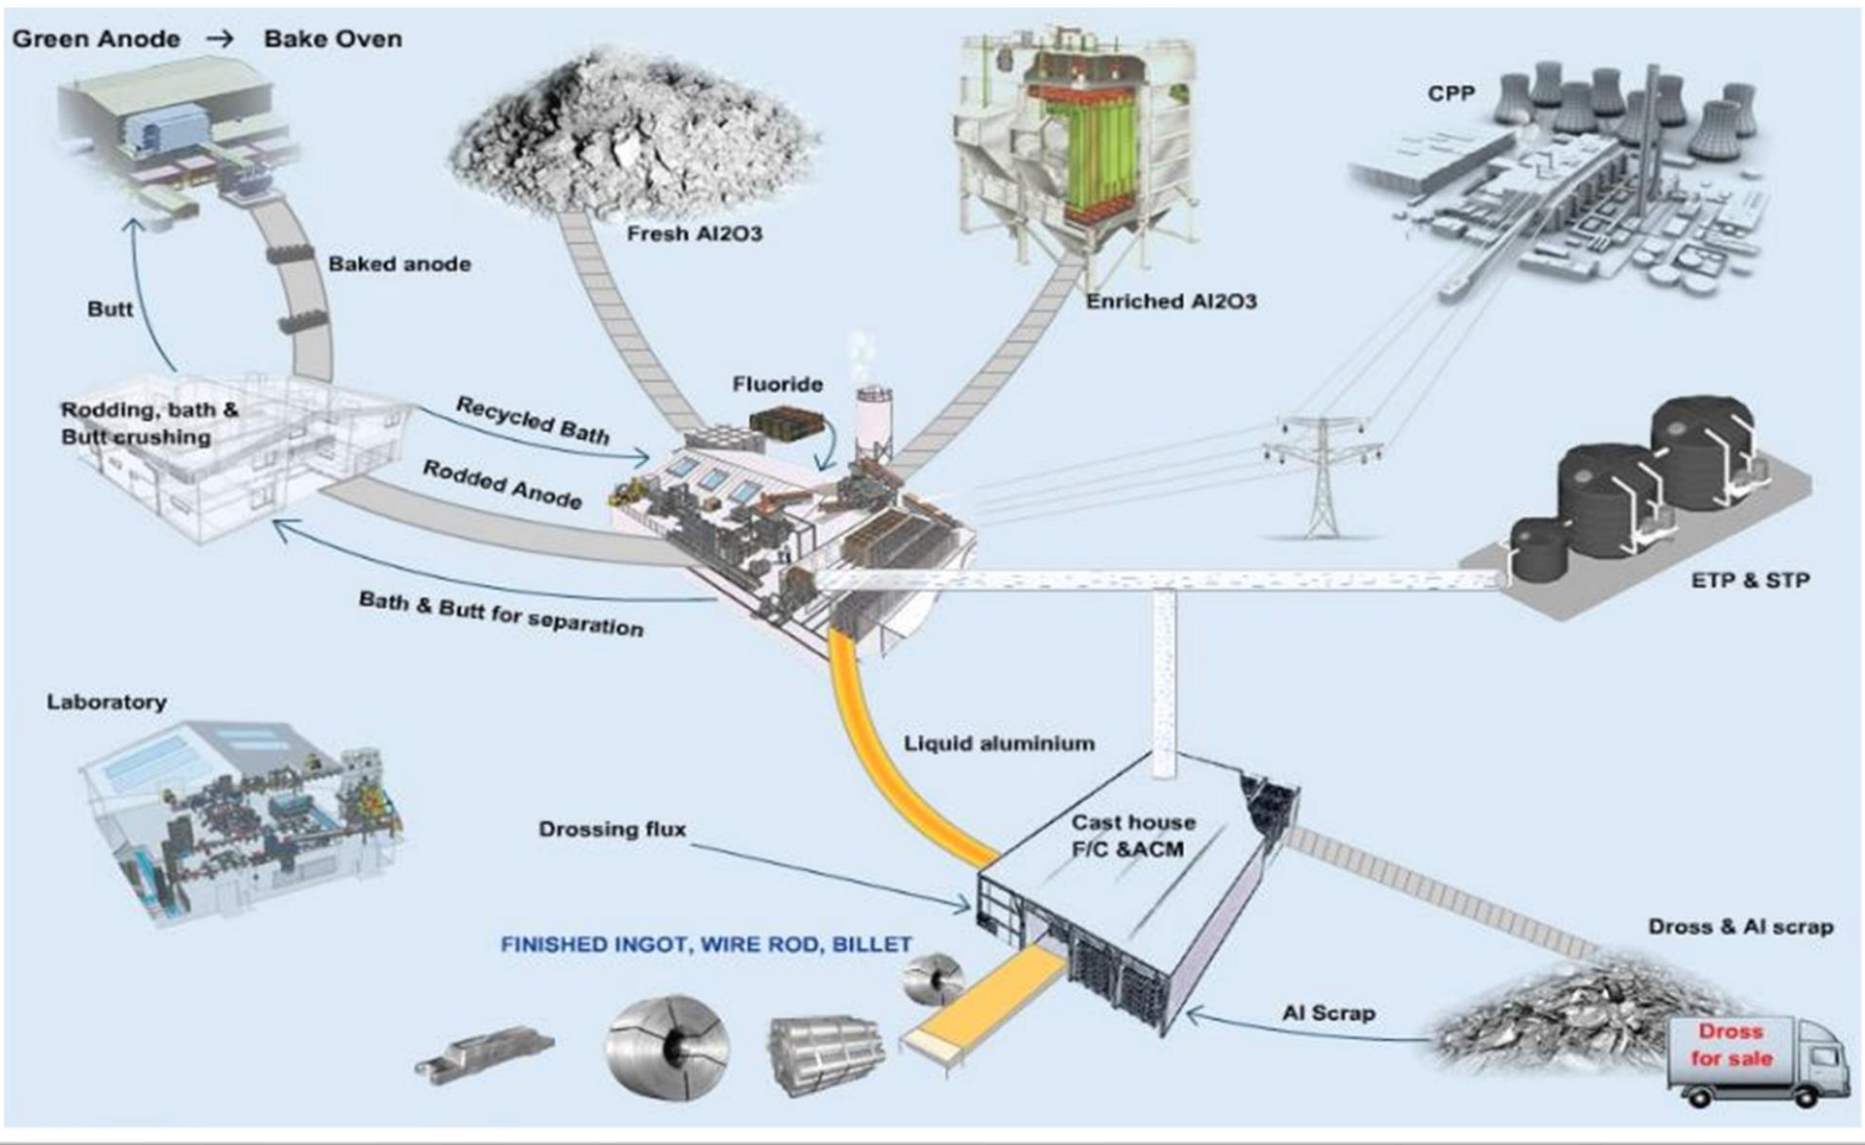 Green Anode → Bake Oven
CPP
Fresh Al2O3
Baked anode
Enriched Al2O3
Butt
Fluoride
Rodding, bath &
Butt crushing
Recycled Bath
Rodded Anode
ETP & STP
Bath & Butt for separation
Laboratory
Liquid aluminium
Drossing flux
Cast house
F/C &ACM
Dross & Al scrap
FINISHED INGOT, WIRE ROD, BILLET
Al Scrap
Dross
for sale